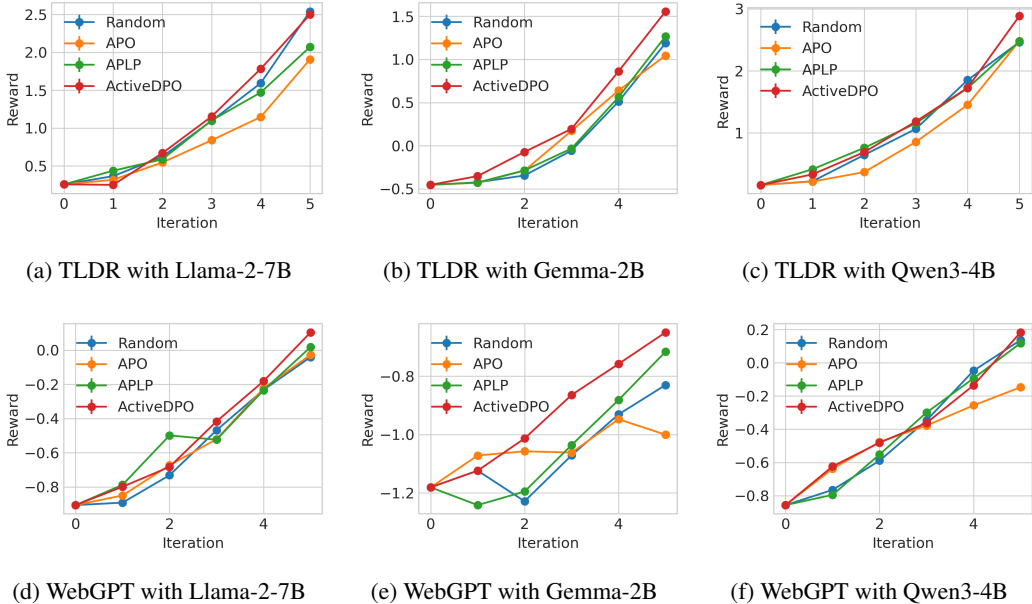 2.5
2.0
1.5
1.0
0.5
Reward
Random
APO
APLP
ActiveDPO
0 1 2 3 4 5
Iteration
(a) TLDR with Llama-2-7B
1.5
1.0
0.5
0.0
−0.5
Reward
Random
APO
APLP
ActiveDPO
0 2 4
Iteration
(b) TLDR with Gemma-2B
3
2
1
Reward
Random
APO
APLP
ActiveDPO
0 1 2 3 4 5
Iteration
(c) TLDR with Qwen3-4B
0.0
−0.2
−0.4
−0.6
−0.8
Reward
Random
APO
APLP
ActiveDPO
0 2 4
Iteration
(d) WebGPT with Llama-2-7B
−0.8
−1.0
−1.2
Reward
Random
APO
APLP
ActiveDPO
0 2 4
Iteration
(e) WebGPT with Gemma-2B
0.2
0.0
−0.2
−0.4
−0.6
−0.8
Reward
Random
APO
APLP
ActiveDPO
0 2 4
Iteration
(f) WebGPT with Qwen3-4B